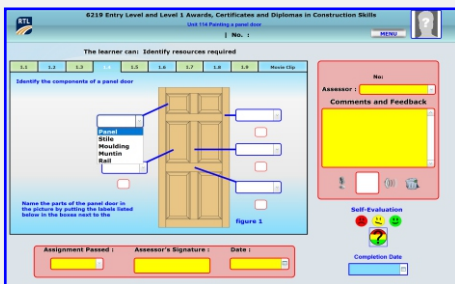 RTL
6219 Entry Level and Level 1 Awards, Certificates and Diplomas in Construction Skills
Unit 114 Painting a panel door
| No. :
MENU
?
The learner can: Identify resources required
1.1 1.2 1.3 1.4 1.5 1.6 1.7 1.8 1.9 Movie Clip
Identify the components of a panel door
Panel
Stile
Moulding
Muntin
Rail
Name the parts of the panel door in
the picture by putting the labels listed
below in the boxes next to the
figure 1
Assignment Passed :
Assessor's Signature :
Date :
No:
Assessor :
Comments and Feedback
Self-Evaluation
?
Completion Date